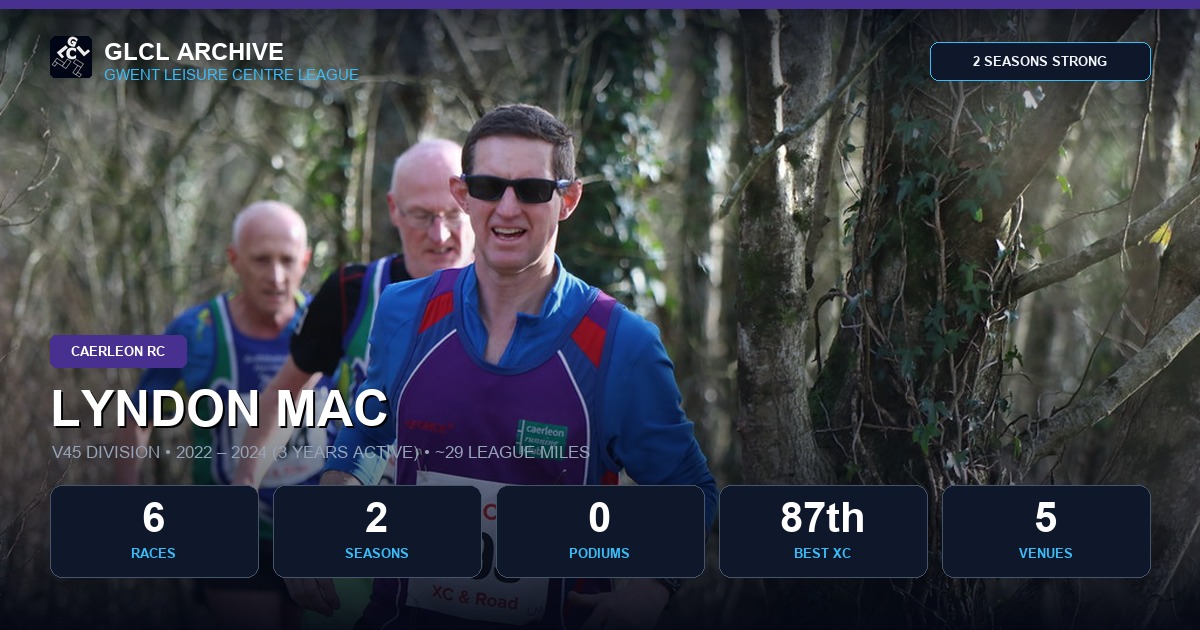 GLCL ARCHIVE
GWENT LEISURE CENTRE LEAGUE
2 SEASONS STRONG
CAERLEON RC
LYNDON MAC
V45 DIVISION • 2022 – 2024 (3 YEARS ACTIVE) • ~29 LEAGUE MILES
caerleon
running
6
RACES
2
SEASONS
0
PODIUMS
87th
BEST XC
5
VENUES
XC & Road